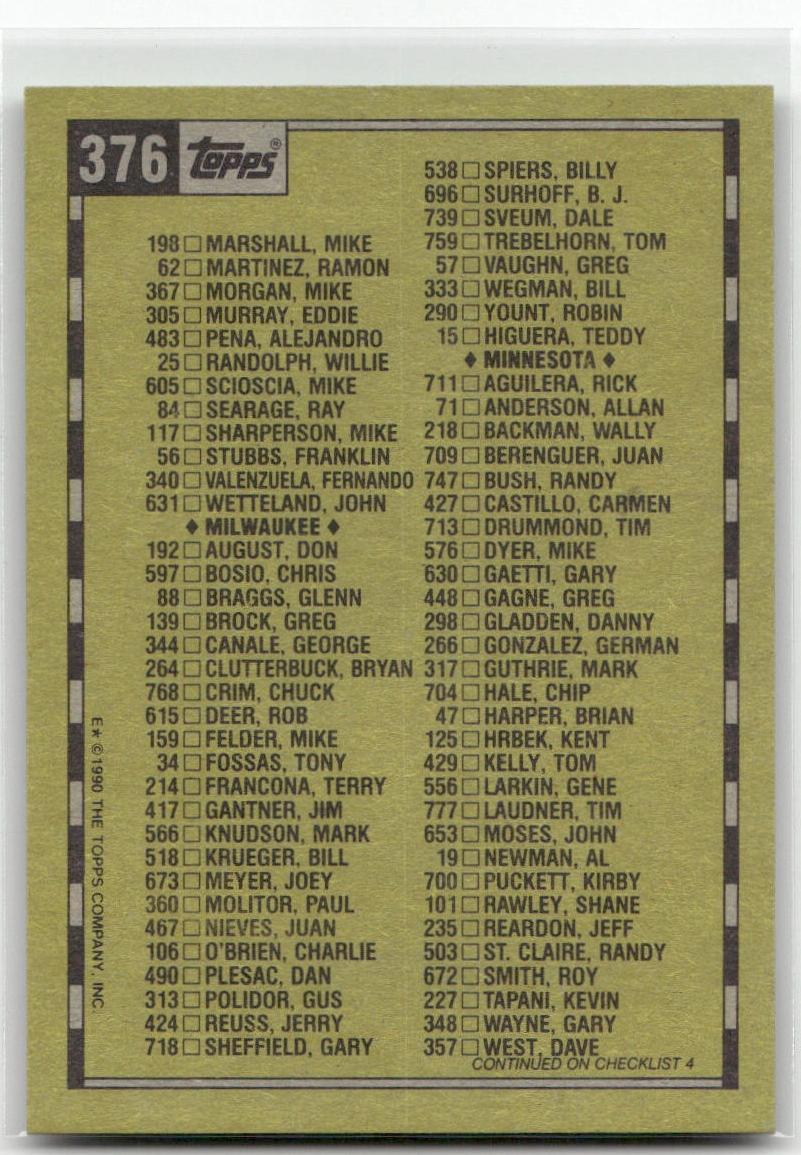 376 Topps®
198 □ MARSHALL, MIKE
62 □ MARTINEZ, RAMON
367 □ MORGAN, MIKE
305 □ MURRAY, EDDIE
483 □ PENA, ALEJANDRO
25 □ RANDOLPH, WILLIE
605 □ SCIOSCIA, MIKE
84 □ SEARAGE, RAY
117 □ SHARPERSON, MIKE
56 □ STUBBS, FRANKLIN
340 □ VALENZUELA, FERNANDO
631 □ WETTELAND, JOHN
♦ MILWAUKEE ♦
192 □ AUGUST, DON
597 □ BOSIO, CHRIS
88 □ BRAGGS, GLENN
139 □ BROCK, GREG
344 □ CANALE, GEORGE
264 □ CLUTTERBUCK, BRYAN
768 □ CRIM, CHUCK
615 □ DEER, ROB
159 □ FELDER, MIKE
34 □ FOSSAS, TONY
214 □ FRANCONA, TERRY
417 □ GANTNER, JIM
566 □ KNUDSON, MARK
518 □ KRUEGER, BILL
673 □ MEYER, JOEY
360 □ MOLITOR, PAUL
467 □ NIEVES, JUAN
106 □ O'BRIEN, CHARLIE
490 □ PLESAC, DAN
313 □ POLIDOR, GUS
424 □ REUSS, JERRY
718 □ SHEFFIELD, GARY
538 □ SPIERS, BILLY
696 □ SURHOFF, B. J.
739 □ SVEUM, DALE
759 □ TREBELHORN, TOM
57 □ VAUGHN, GREG
333 □ WEGMAN, BILL
290 □ YOUNT, ROBIN
15 □ HIGUERA, TEDDY
♦ MINNESOTA ♦
711 □ AGUILERA, RICK
71 □ ANDERSON, ALLAN
218 □ BACKMAN, WALLY
709 □ BERENGUER, JUAN
747 □ BUSH, RANDY
427 □ CASTILLO, CARMEN
713 □ DRUMMOND, TIM
576 □ DYER, MIKE
630 □ GAETTI, GARY
448 □ GAGNE, GREG
298 □ GLADDEN, DANNY
266 □ GONZALEZ, GERMAN
317 □ GUTHRIE, MARK
704 □ HALE, CHIP
47 □ HARPER, BRIAN
125 □ HRBEK, KENT
429 □ KELLY, TOM
556 □ LARKIN, GENE
777 □ LAUDNER, TIM
653 □ MOSES, JOHN
19 □ NEWMAN, AL
700 □ PUCKETT, KIRBY
101 □ RAWLEY, SHANE
235 □ REARDON, JEFF
503 □ ST. CLAIRE, RANDY
672 □ SMITH, ROY
227 □ TAPANI, KEVIN
348 □ WAYNE, GARY
357 □ WEST, DAVE
CONTINUED ON CHECKLIST 4
E* © 1990 THE TOPPS COMPANY, INC.